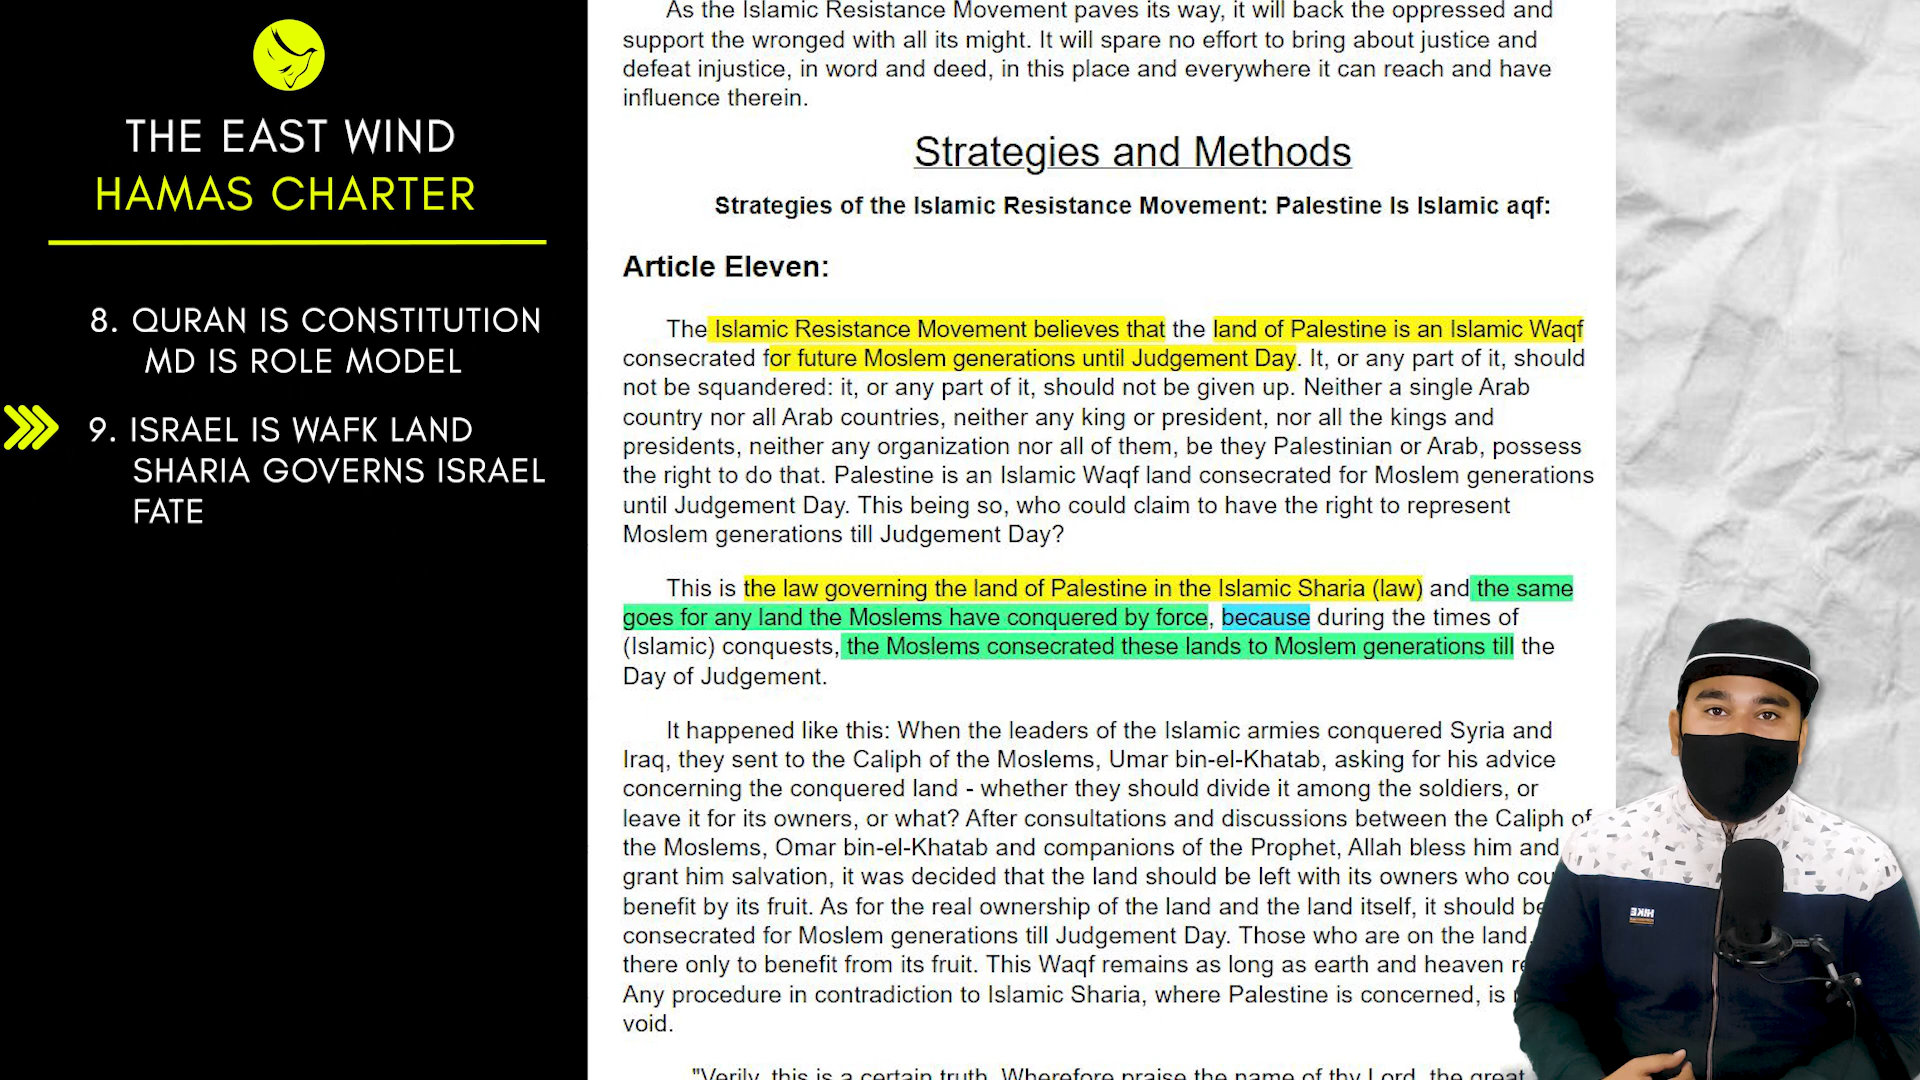 THE EAST WIND
HAMAS CHARTER
8. QURAN IS CONSTITUTION
MD IS ROLE MODEL
9. ISRAEL IS WAFK LAND
SHARIA GOVERNS ISRAEL
FATE
As the Islamic Resistance Movement paves its way, it will back the oppressed and
support the wronged with all its might. It will spare no effort to bring about justice and
defeat injustice, in word and deed, in this place and everywhere it can reach and have
influence therein.
Strategies and Methods
Strategies of the Islamic Resistance Movement: Palestine Is Islamic aqf:
Article Eleven:
The Islamic Resistance Movement believes that the land of Palestine is an Islamic Waqf
consecrated for future Moslem generations until Judgement Day. It, or any part of it, should
not be squandered: it, or any part of it, should not be given up. Neither a single Arab
country nor all Arab countries, neither any king or president, nor all the kings and
presidents, neither any organization nor all of them, be they Palestinian or Arab, possess
the right to do that. Palestine is an Islamic Waqf land consecrated for Moslem generations
until Judgement Day. This being so, who could claim to have the right to represent
Moslem generations till Judgement Day?
This is the law governing the land of Palestine in the Islamic Sharia (law) and the same
goes for any land the Moslems have conquered by force, because during the times of
(Islamic) conquests, the Moslems consecrated these lands to Moslem generations till the
Day of Judgement.
It happened like this: When the leaders of the Islamic armies conquered Syria and
Iraq, they sent to the Caliph of the Moslems, Umar bin-el-Khatab, asking for his advice
concerning the conquered land - whether they should divide it among the soldiers, or
leave it for its owners, or what? After consultations and discussions between the Caliph of
the Moslems, Omar bin-el-Khatab and companions of the Prophet, Allah bless him and
grant him salvation, it was decided that the land should be left with its owners who
benefit by its fruit. As for the real ownership of the land and the land itself, it should be
consecrated for Moslem generations till Judgement Day. Those who are on the land,
there only to benefit from its fruit. This Waqf remains as long as earth and heaven
Any procedure in contradiction to Islamic Sharia, where Palestine is concerned, is
void.
"Verily, this is a certain truth. Wherefore praise the name of thy Lord, the great
HIKE